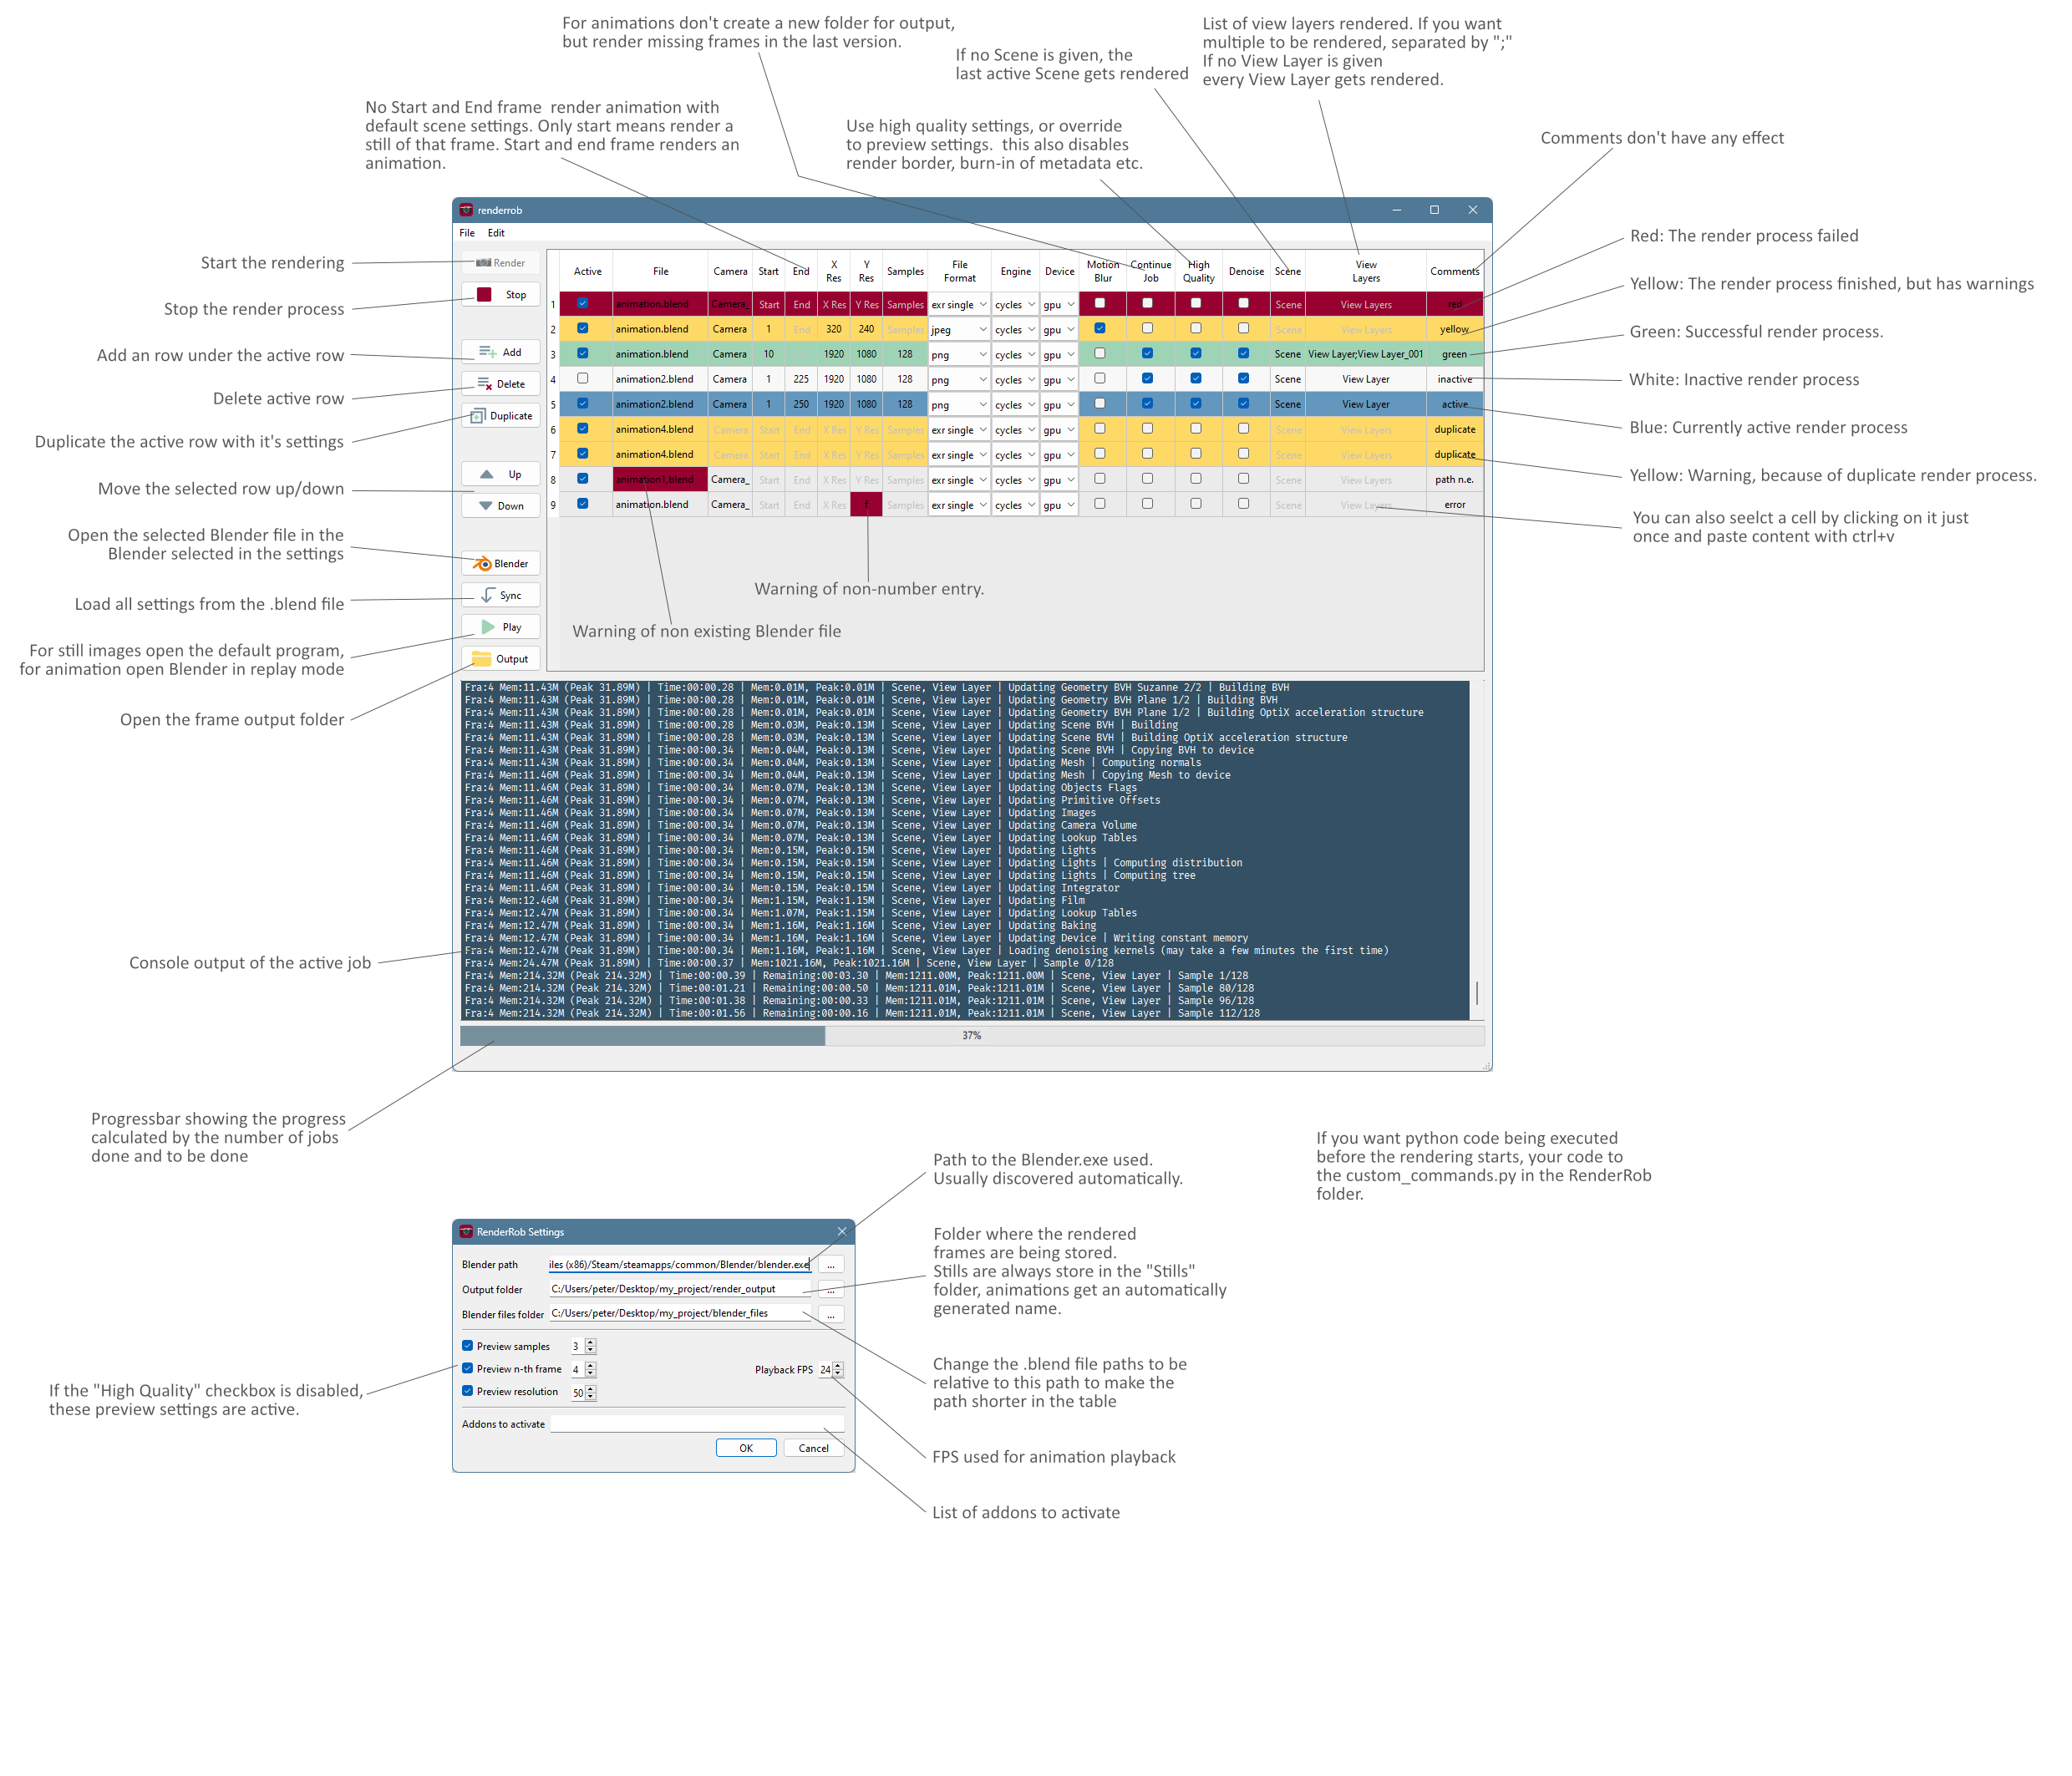 For animations don't create a new folder for output,
but render missing frames in the last version.
If no Scene is given, the
last active Scene gets rendered
List of view layers rendered. If you want
multiple to be rendered, separated by ";"
If no View Layer is given
every View Layer gets rendered.
No Start and End frame  render animation with
default scene settings. Only start means render a
still of that frame. Start and end frame renders an
animation.
Use high quality settings, or override
to preview settings.  this also disables
render border, burn-in of metadata etc.
Comments don't have any effect
renderrob
File Edit
Start the rendering
Stop the render process
Add an row under the active row
Delete active row
Duplicate the active row with it's settings
Move the selected row up/down
Open the selected Blender file in the
Blender selected in the settings
Load all settings from the .blend file
For still images open the default program,
for animation open Blender in replay mode
Open the frame output folder
Render
Stop
Add
Delete
Duplicate
Up
Down
Blender
Sync
Play
Output
Active File Camera Start End X Res Y Res Samples File Format Engine Device Motion Blur Continue Job High Quality Denoise Scene View Layers Comments
1 animation.blend Camera_ Start End X Res Y Res Samples exr single cycles gpu Scene View Layers red
2 animation.blend Camera 1 End 320 240 Samples jpeg cycles gpu Scene View Layers yellow
3 animation.blend Camera 10 1920 1080 128 png cycles gpu Scene View Layer;View Layer_001 green
4 animation2.blend Camera 1 225 1920 1080 128 png cycles gpu Scene View Layer inactive
5 animation2.blend Camera 1 250 1920 1080 128 png cycles gpu Scene View Layer active
6 animation4.blend Camera Start End X Res Y Res Samples exr single cycles gpu Scene View Layers duplicate
7 animation4.blend Camera Start End X Res Y Res Samples exr single cycles gpu Scene View Layers duplicate
8 animation1,blend Camera_ Start End X Res Y Res Samples exr single cycles gpu Scene View Layers path n.e.
9 animation.blend Camera_ Start End X Res Samples exr single cycles gpu Scene View Layers error
Red: The render process failed
Yellow: The render process finished, but has warnings
Green: Successful render process.
White: Inactive render process
Blue: Currently active render process
Yellow: Warning, because of duplicate render process.
You can also seelct a cell by clicking on it just
once and paste content with ctrl+v
Warning of non-number entry.
Warning of non existing Blender file
Fra:4 Mem:11.43M (Peak 31.89M) | Time:00:00.28 | Mem:0.01M, Peak:0.01M | Scene, View Layer | Updating Geometry BVH Suzanne 2/2 | Building BVH
Fra:4 Mem:11.43M (Peak 31.89M) | Time:00:00.28 | Mem:0.01M, Peak:0.01M | Scene, View Layer | Updating Geometry BVH Plane 1/2 | Building BVH
Fra:4 Mem:11.43M (Peak 31.89M) | Time:00:00.28 | Mem:0.01M, Peak:0.01M | Scene, View Layer | Updating Geometry BVH Plane 1/2 | Building OptiX acceleration structure
Fra:4 Mem:11.43M (Peak 31.89M) | Time:00:00.28 | Mem:0.03M, Peak:0.13M | Scene, View Layer | Updating Scene BVH | Building
Fra:4 Mem:11.43M (Peak 31.89M) | Time:00:00.28 | Mem:0.03M, Peak:0.13M | Scene, View Layer | Updating Scene BVH | Building OptiX acceleration structure
Fra:4 Mem:11.43M (Peak 31.89M) | Time:00:00.34 | Mem:0.04M, Peak:0.13M | Scene, View Layer | Updating Scene BVH | Copying BVH to device
Fra:4 Mem:11.43M (Peak 31.89M) | Time:00:00.34 | Mem:0.04M, Peak:0.13M | Scene, View Layer | Updating Mesh | Computing normals
Fra:4 Mem:11.46M (Peak 31.89M) | Time:00:00.34 | Mem:0.04M, Peak:0.13M | Scene, View Layer | Updating Mesh | Copying Mesh to device
Fra:4 Mem:11.46M (Peak 31.89M) | Time:00:00.34 | Mem:0.07M, Peak:0.13M | Scene, View Layer | Updating Objects Flags
Fra:4 Mem:11.46M (Peak 31.89M) | Time:00:00.34 | Mem:0.07M, Peak:0.13M | Scene, View Layer | Updating Primitive Offsets
Fra:4 Mem:11.46M (Peak 31.89M) | Time:00:00.34 | Mem:0.07M, Peak:0.13M | Scene, View Layer | Updating Images
Fra:4 Mem:11.46M (Peak 31.89M) | Time:00:00.34 | Mem:0.07M, Peak:0.13M | Scene, View Layer | Updating Camera Volume
Fra:4 Mem:11.46M (Peak 31.89M) | Time:00:00.34 | Mem:0.07M, Peak:0.13M | Scene, View Layer | Updating Lookup Tables
Fra:4 Mem:11.46M (Peak 31.89M) | Time:00:00.34 | Mem:0.15M, Peak:0.15M | Scene, View Layer | Updating Lights
Fra:4 Mem:11.46M (Peak 31.89M) | Time:00:00.34 | Mem:0.15M, Peak:0.15M | Scene, View Layer | Updating Lights | Computing distribution
Fra:4 Mem:11.46M (Peak 31.89M) | Time:00:00.34 | Mem:0.15M, Peak:0.15M | Scene, View Layer | Updating Lights | Computing tree
Fra:4 Mem:11.46M (Peak 31.89M) | Time:00:00.34 | Mem:0.15M, Peak:0.15M | Scene, View Layer | Updating Integrator
Fra:4 Mem:12.46M (Peak 31.89M) | Time:00:00.34 | Mem:1.15M, Peak:1.15M | Scene, View Layer | Updating Film
Fra:4 Mem:12.47M (Peak 31.89M) | Time:00:00.34 | Mem:1.07M, Peak:1.15M | Scene, View Layer | Updating Lookup Tables
Fra:4 Mem:12.47M (Peak 31.89M) | Time:00:00.34 | Mem:1.16M, Peak:1.16M | Scene, View Layer | Updating Baking
Fra:4 Mem:12.47M (Peak 31.89M) | Time:00:00.34 | Mem:1.16M, Peak:1.16M | Scene, View Layer | Updating Device | Writing constant memory
Fra:4 Mem:12.47M (Peak 31.89M) | Time:00:00.34 | Mem:1.16M, Peak:1.16M | Scene, View Layer | Loading denoising kernels (may take a few minutes the first time)
Fra:4 Mem:24.47M (Peak 31.89M) | Time:00:00.37 | Mem:1021.16M, Peak:1021.16M | Scene, View Layer | Sample 0/128
Fra:4 Mem:214.32M (Peak 214.32M) | Time:00:00.39 | Remaining:00:03.30 | Mem:1211.00M, Peak:1211.00M | Scene, View Layer | Sample 1/128
Fra:4 Mem:214.32M (Peak 214.32M) | Time:00:01.21 | Remaining:00:00.50 | Mem:1211.01M, Peak:1211.01M | Scene, View Layer | Sample 80/128
Fra:4 Mem:214.32M (Peak 214.32M) | Time:00:01.38 | Remaining:00:00.33 | Mem:1211.01M, Peak:1211.01M | Scene, View Layer | Sample 96/128
Fra:4 Mem:214.32M (Peak 214.32M) | Time:00:01.56 | Remaining:00:00.16 | Mem:1211.01M, Peak:1211.01M | Scene, View Layer | Sample 112/128
Console output of the active job
37%
Progressbar showing the progress
calculated by the number of jobs
done and to be done
If you want python code being executed
before the rendering starts, your code to
the custom_commands.py in the RenderRob
folder.
Path to the Blender.exe used.
Usually discovered automatically.
Folder where the rendered
frames are being stored.
Stills are always store in the "Stills"
folder, animations get an automatically
generated name.
Change the .blend file paths to be
relative to this path to make the
path shorter in the table
FPS used for animation playback
List of addons to activate
If the "High Quality" checkbox is disabled,
these preview settings are active.
RenderRob Settings
Blender path iles (x86)/Steam/steamapps/common/Blender/blender.exe ...
Output folder C:/Users/peter/Desktop/my_project/render_output ...
Blender files folder C:/Users/peter/Desktop/my_project/blender_files ...
Preview samples 3
Preview n-th frame 4 Playback FPS 24
Preview resolution 50
Addons to activate
OK Cancel